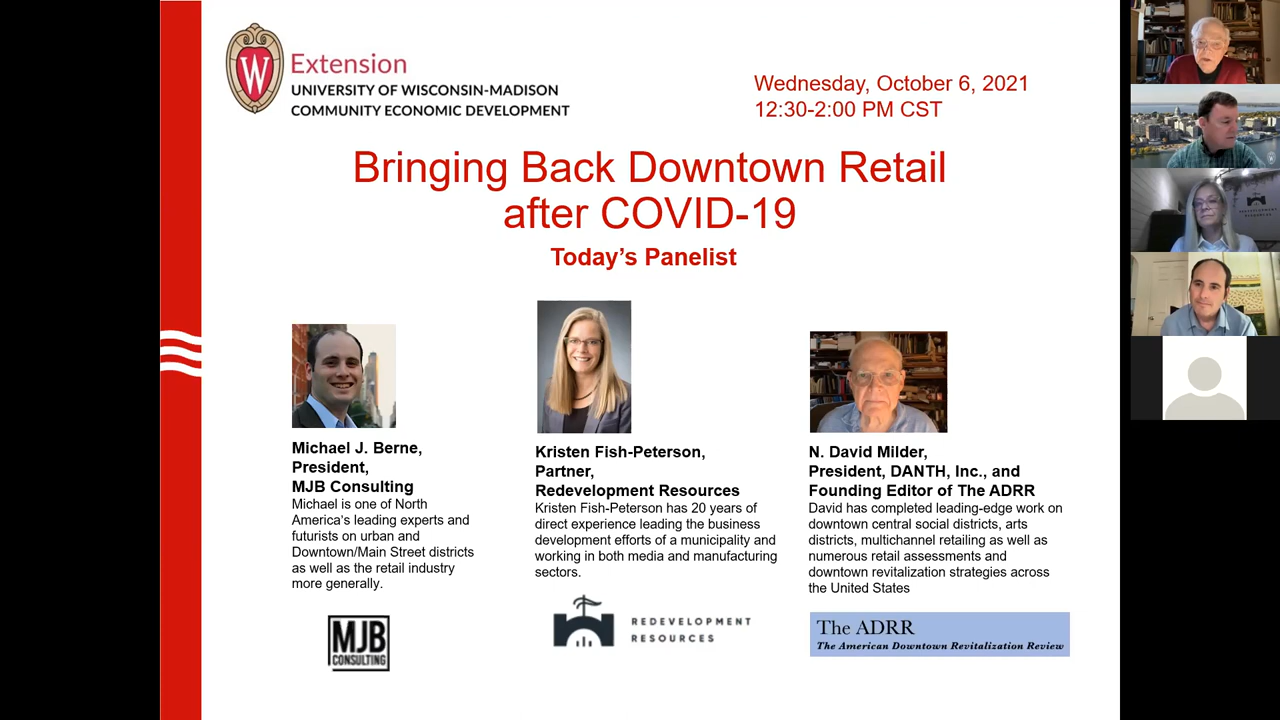 W
Extension
UNIVERSITY OF WISCONSIN-MADISON
COMMUNITY ECONOMIC DEVELOPMENT
Wednesday, October 6, 2021
12:30-2:00 PM CST
Bringing Back Downtown Retail
after COVID-19
Today's Panelist
Michael J. Berne,
President,
MJB Consulting
Michael is one of North
America's leading experts and
futurists on urban and
Downtown/Main Street districts
as well as the retail industry
more generally.
MJB
CONSULTING
Kristen Fish-Peterson,
Partner,
Redevelopment Resources
Kristen Fish-Peterson has 20 years of
direct experience leading the business
development efforts of a municipality and
working in both media and manufacturing
sectors.
REDEVELOPMENT
RESOURCES
N. David Milder,
President, DANTH, Inc., and
Founding Editor of The ADRR
David has completed leading-edge work on
downtown central social districts, arts
districts, multichannel retailing as well as
numerous retail assessments and
downtown revitalization strategies across
the United States
The ADRR
The American Downtown Revitalization Review
REDEVELOPMENT
RESOURCES